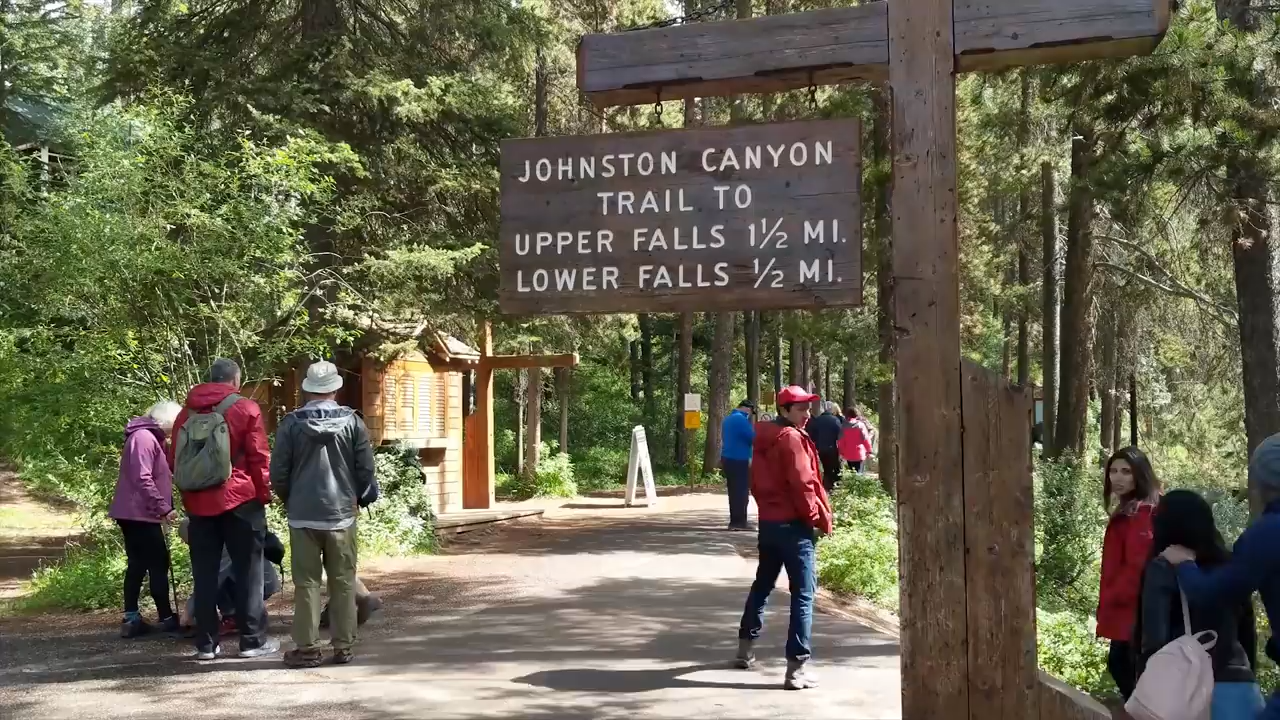 JOHNSTON CANYON
TRAIL TO
UPPER FALLS 1½ MI.
LOWER FALLS ½ MI.